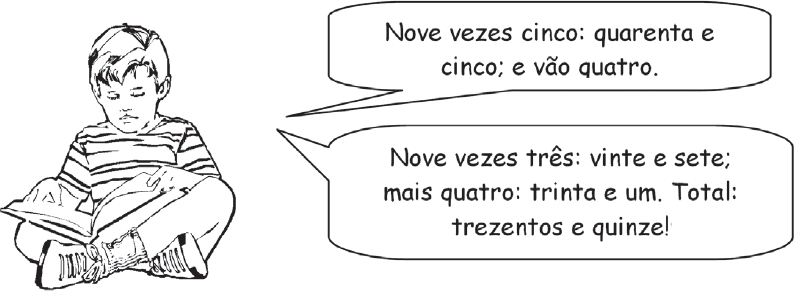 Nove vezes cinco: quarenta e
cinco; e vão quatro.
Nove vezes três: vinte e sete;
mais quatro: trinta e um. Total:
trezentos e quinze!